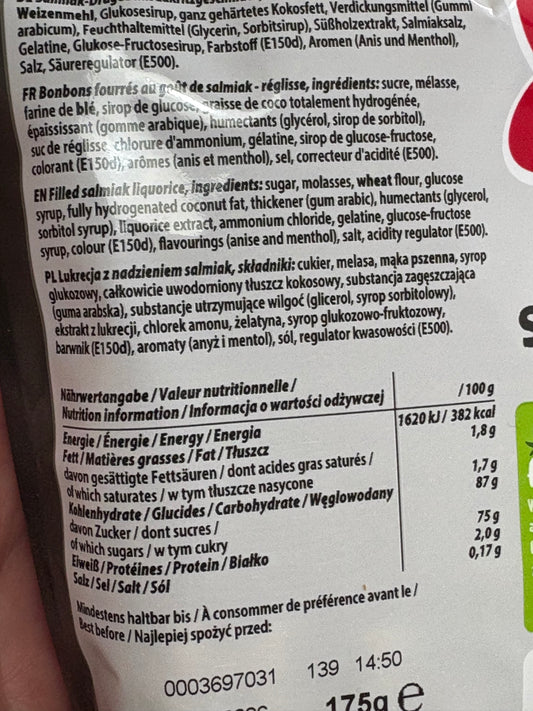 Weizenmehl, Glukosesirup, ganz gehärtetes Kokosfett, Verdickungsmittel (Gummi
arabicum), Feuchthaltemittel (Glycerin, Sorbitsirup), Süßholzextrakt, Salmiaksalz,
Gelatine, Glukose-Fructosesirup, Farbstoff (E150d), Aromen (Anis und Menthol),
Salz, Säureregulator (E500).
FR Bonbons fourrés au goût de salmiak - réglisse, ingrédients: sucre, mélasse,
farine de blé, sirop de glucose, graisse de coco totalement hydrogénée,
épaississant (gomme arabique), humectants (glycérol, sirop de sorbitol),
suc de réglisse, chlorure d'ammonium, gélatine, sirop de glucose-fructose,
colorant (E150d), arômes (anis et menthol), sel, correcteur d'acidité (E500).
EN Filled salmiak liquorice, ingredients: sugar, molasses, wheat flour, glucose
syrup, fully hydrogenated coconut fat, thickener (gum arabic), humectants (glycerol,
sorbitol syrup), liquorice extract, ammonium chloride, gelatine, glucose-fructose
syrup, colour (E150d), flavourings (anise and menthol), salt, acidity regulator (E500).
PL Lukrecja z nadzieniem salmiak, składniki: cukier, melasa, mąka pszenna, syrop
glukozowy, całkowicie uwodorniony tłuszcz kokosowy, substancja zagęszczająca
(guma arabska), substancje utrzymujące wilgoć (glicerol, syrop sorbitolowy),
ekstrakt z lukrecji, chlorek amonu, żelatyna, syrop glukozowo-fruktozowy,
barwnik (E150d), aromaty (anyż i mentol), sól, regulator kwasowości (E500).
Nährwertangabe / Valeur nutritionnelle /
Nutrition information / Informacja o wartości odżywczej / 100 g
Energie / Énergie / Energy / Energia 1620 kJ / 382 kcal
Fett / Matières grasses / Fat / Tłuszcz 1,8 g
davon gesättigte Fettsäuren / dont acides gras saturés /
of which saturates / w tym tłuszcze nasycone 1,7 g
Kohlenhydrate / Glucides / Carbohydrate / Węglowodany 87 g
davon Zucker / dont sucres /
of which sugars / w tym cukry 75 g
Eiweiß / Protéines / Protein / Białko 2,0 g
Salz / Sel / Salt / Sól 0,17 g
Mindestens haltbar bis / À consommer de préférence avant le /
Best before / Najlepiej spożyć przed:
0003697031 139 14:50
175g e